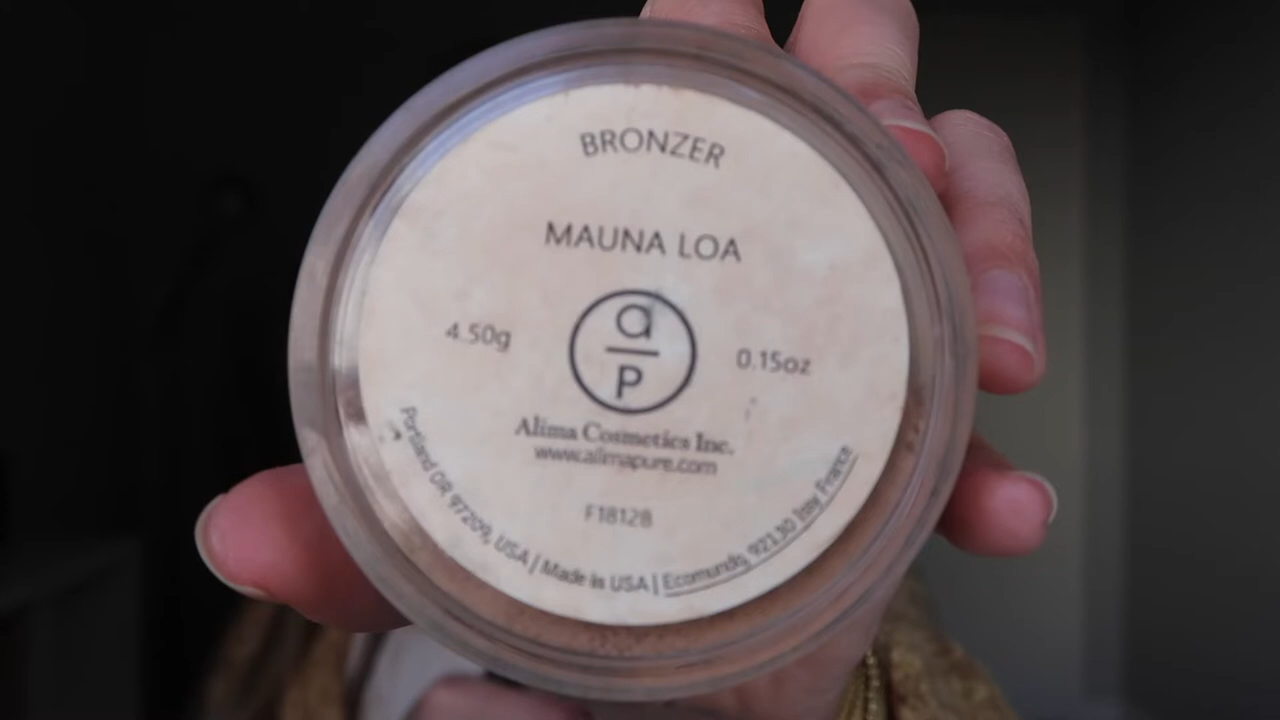 BRONZER
MAUNA LOA
a
P
4.50g
0.15oz
Alima Cosmetics Inc.
www.alimapure.com
F1812B
Portland OR 97209, USA | Made in USA | Ecomundo, 92130 Issy France